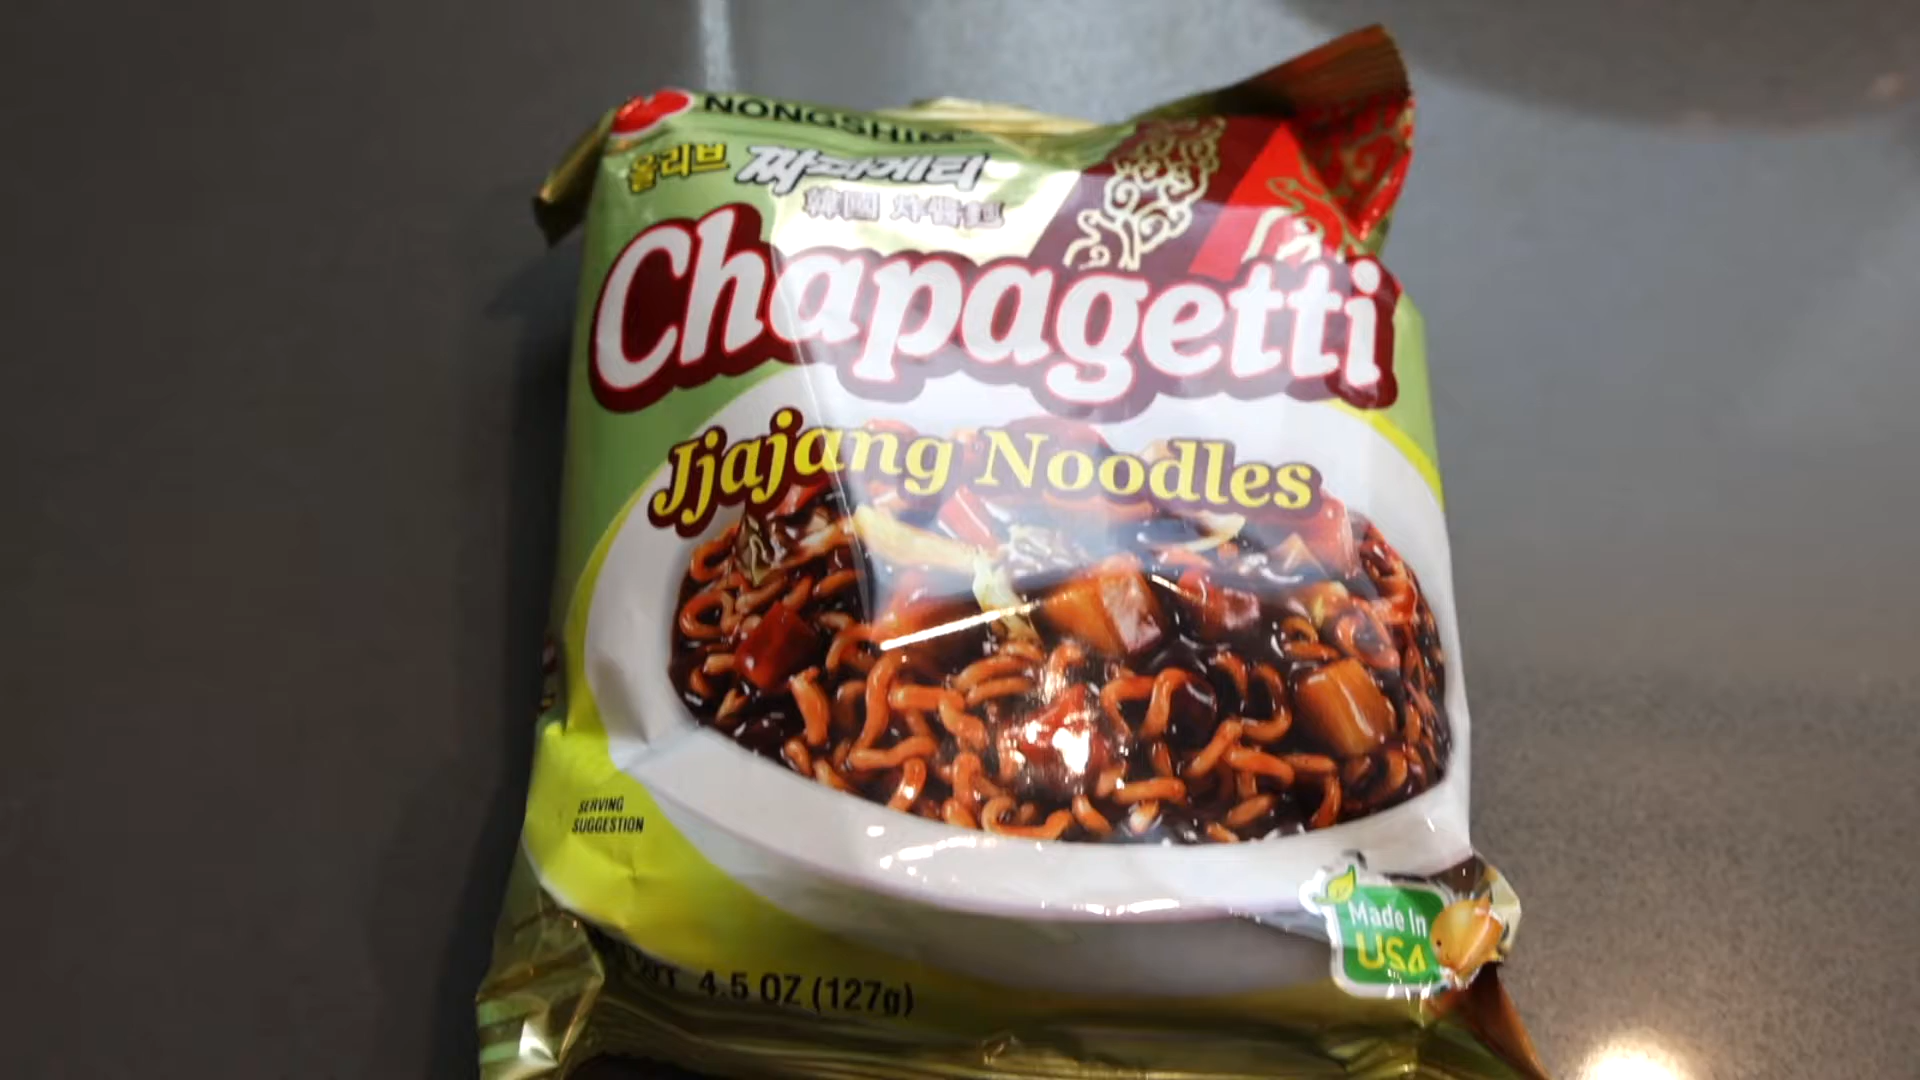 NONGSHIM
올리브 짜파게티
韓國 炸醬麵
Chapagetti
Jjajang Noodles
SERVING
SUGGESTION
Made in
USA
WT 4.5 OZ (127g)